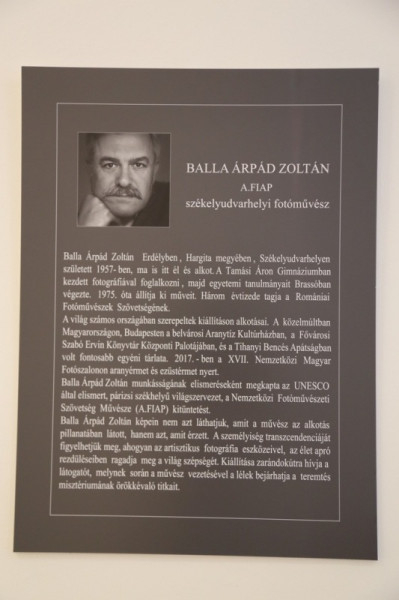 BALLA ÁRPÁD ZOLTÁN
A.FIAP
székelyudvarhelyi fotóművész
Balla Árpád Zoltán Erdélyben, Hargita megyében, Székelyudvarhelyen
született 1957-ben, ma is itt él és alkot. A Tamási Áron Gimnáziumban
kezdett fotográfiával foglalkozni, majd egyetemi tanulmányait Brassóban
végezte. 1975. óta állítja ki műveit. Három évtizede tagja a Romániai
Fotóművészek Szövetségének.
A világ számos országában szerepeltek kiállításon alkotásai. A közelmúltban
Magyarországon, Budapesten a belvárosi Aranytíz Kultúrházban, a Fővárosi
Szabó Ervin Könyvtár Központi Palotájában, és a Tihanyi Bencés Apátságban
volt fontosabb egyéni tárlata. 2017.-ben a XVII. Nemzetközi Magyar
Fotószalonon aranyérmet és ezüstérmet nyert.
Balla Árpád Zoltán munkásságának elismeréseként megkapta az UNESCO
által elismert, párizsi székhelyű világszervezet, a Nemzetközi Fotóművészeti
Szövetség Művésze (A.FIAP) kitüntetést.
Balla Árpád Zoltán képein nem azt láthatjuk, amit a művész az alkotás
pillanatában látott, hanem azt, amit érzett. A személyiség transzcendenciáját
figyelhetjük meg, ahogyan az artisztikus fotográfia eszközeivel, az élet apró
rezdüléseiben ragadja meg a világ szépségét. Kiállítása zarándokútra hívja a
látogatót, melynek során a művész vezetésével a lélek bejárhatja a teremtés
misztériumának örökkévaló titkait.